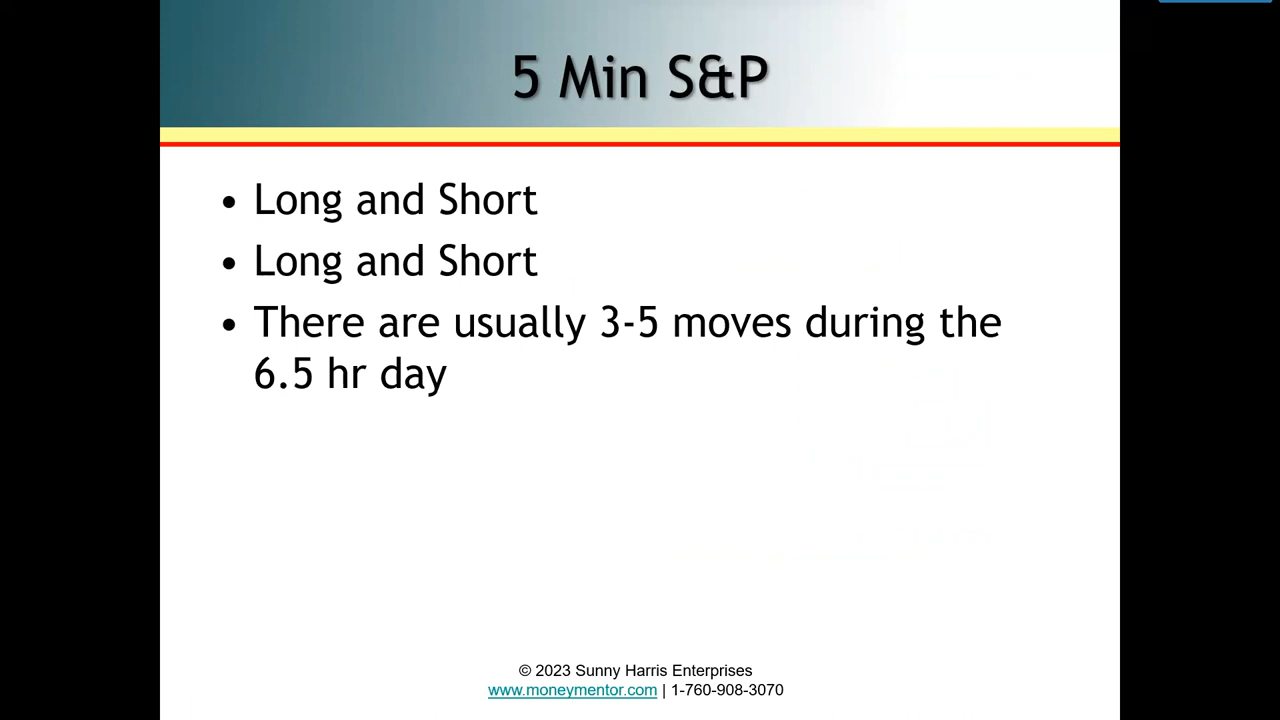 5 Min S&P
• Long and Short
• Long and Short
• There are usually 3-5 moves during the
6.5 hr day
© 2023 Sunny Harris Enterprises
www.moneymentor.com | 1-760-908-3070